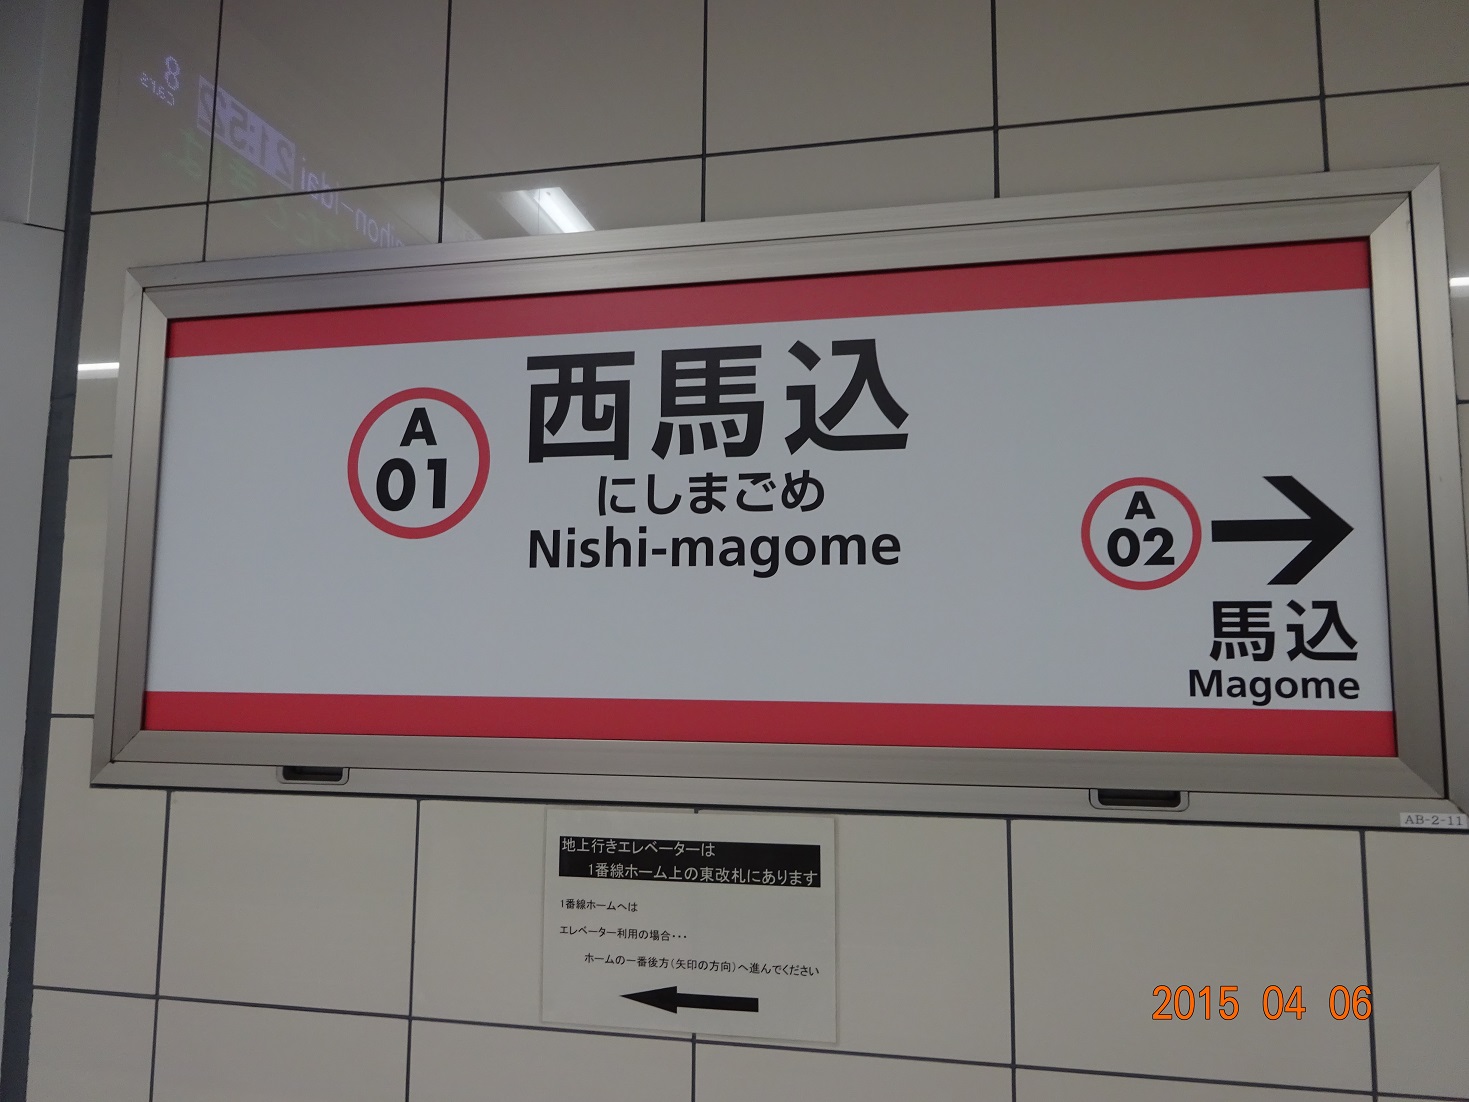 8
cars
21:52
A
01
西馬込
にしまごめ
Nishi-magome
A
02
馬込
Magome
AB-2-11
地上行きエレベーターは
1番線ホーム上の東改札にあります
1番線ホームへは
エレベーター利用の場合・・・
ホームの一番後方(矢印の方向)へ進んでください
2015 04 06